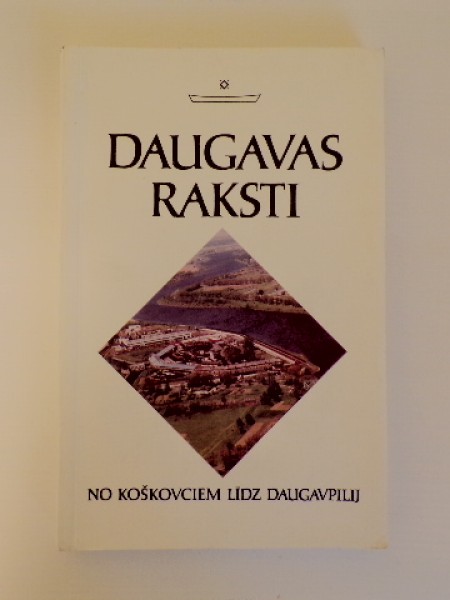 DAUGAVAS
RAKSTI
NO KOŠKOVCIEM LĪDZ DAUGAVPILIJ